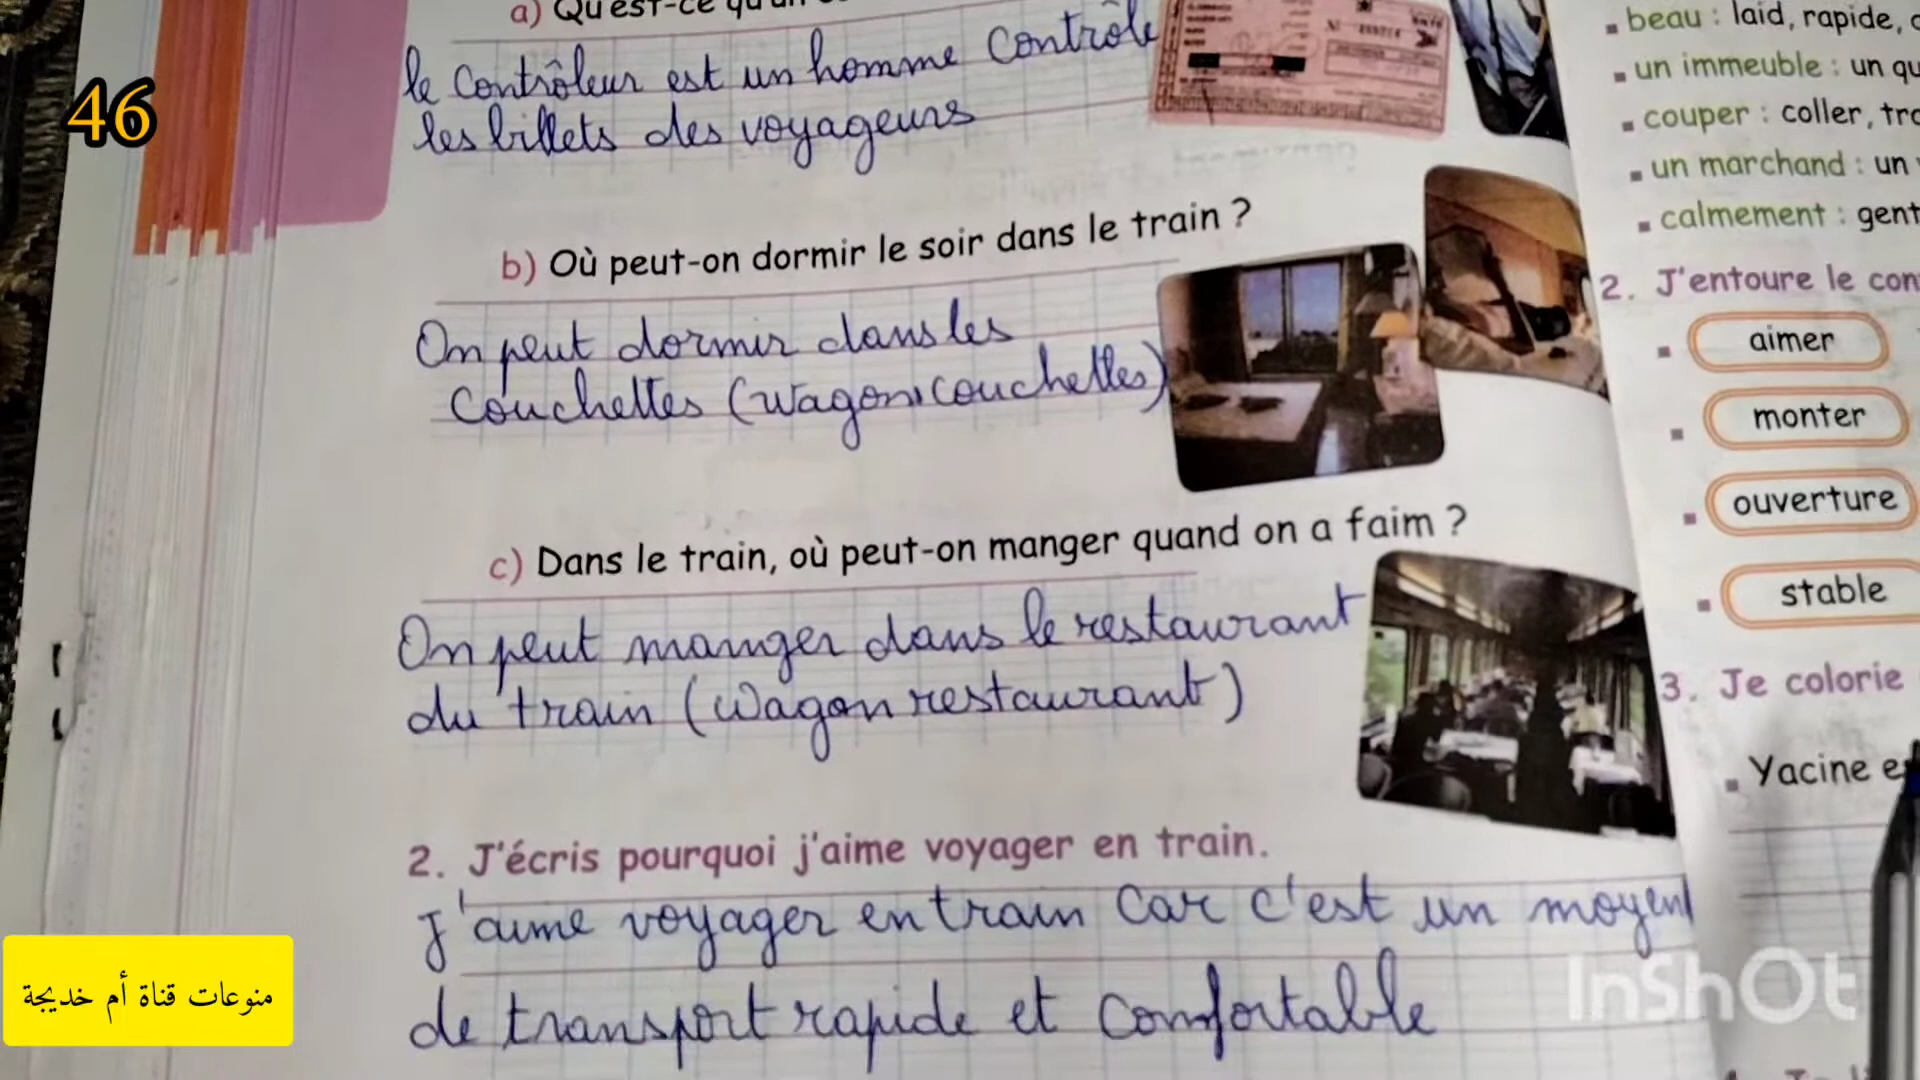 46
a) Qu'est-ce qu'un
le contrôleur est un homme contrôle
les billets des voyageurs
b) Où peut-on dormir le soir dans le train ?
On peut dormir dans les
couchettes (wagons couchettes)
c) Dans le train, où peut-on manger quand on a faim ?
On peut manger dans le restaurant
du train (wagon restaurant)
2. J'écris pourquoi j'aime voyager en train.
J'aime voyager en train car c'est un moyen
de transport rapide et comfortable
beau : laid, rapide,
un immeuble : un
couper : coller,
un marchand : un
calmement :
2. J'entoure le
aimer
monter
ouverture
stable
3. Je colorie
Yacine
منوعات قناة أم خديجة
InShOt